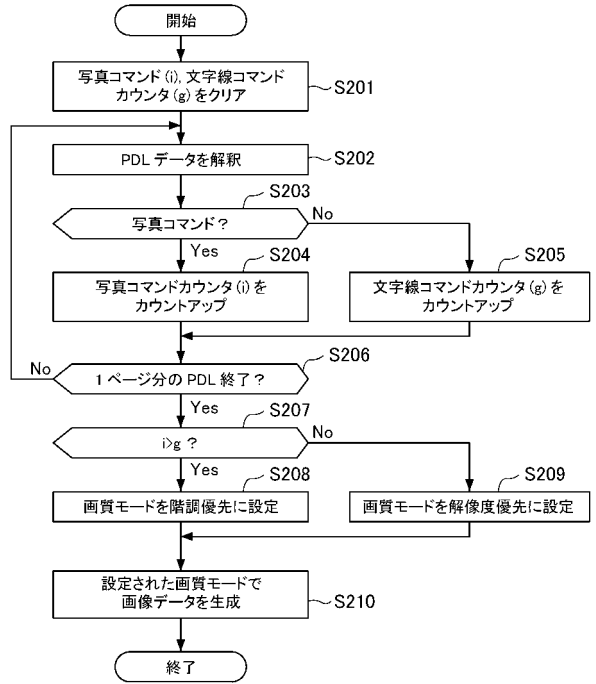 開始
写真コマンド(i),文字線コマンド
カウンタ(g)をクリア
S201
PDLデータを解釈
S202
S203
写真コマンド？
No
Yes
S204
写真コマンドカウンタ(i)を
カウントアップ
S205
文字線コマンドカウンタ(g)を
カウントアップ
S206
No
1ページ分のPDL終了？
Yes
S207
i>g？
No
Yes
S208
画質モードを階調優先に設定
S209
画質モードを解像度優先に設定
設定された画質モードで
画像データを生成
S210
終了